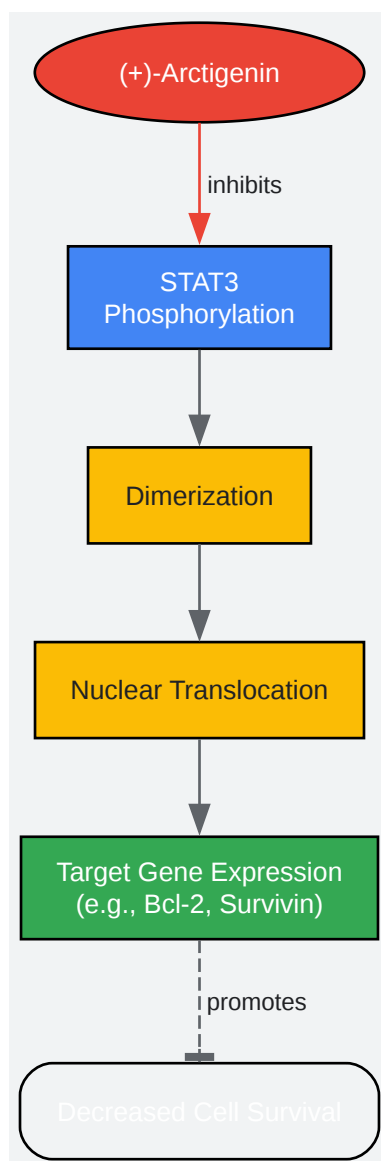 (+)-Arctigenin
inhibits
STAT3
Phosphorylation
Dimerization
Nuclear Translocation
Target Gene Expression
(e.g., Bcl-2, Survivin)
promotes
Decreased Cell Survival